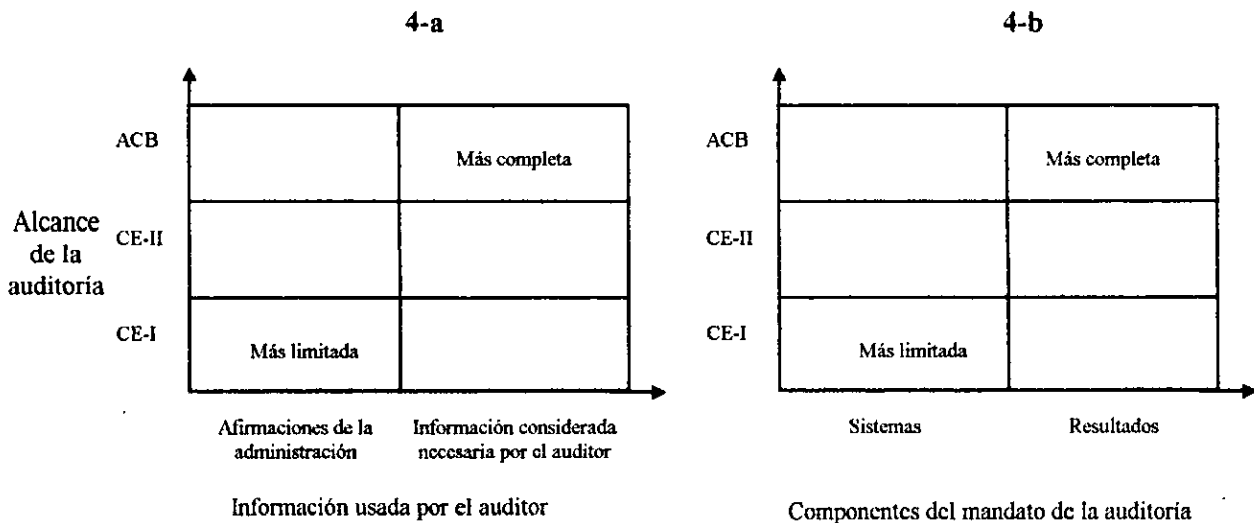 4-a
ACB
Más completa
Alcance
de la
auditoría
CE-II
CE-I
Más limitada
Afirmaciones de la
administración
Información considerada
necesaria por el auditor
Información usada por el auditor
4-b
ACB
Más completa
CE-II
CE-I
Más limitada
Sistemas
Resultados
Componentes del mandato de la auditoría